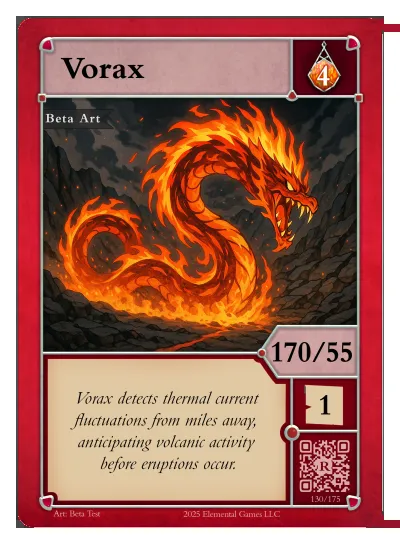 Vorax
4
Beta Art
170/55
Vorax detects thermal current
fluctuations from miles away,
anticipating volcanic activity
before eruptions occur.
1
R
130/175
Art: Beta Test
2025 Elemental Games LLC